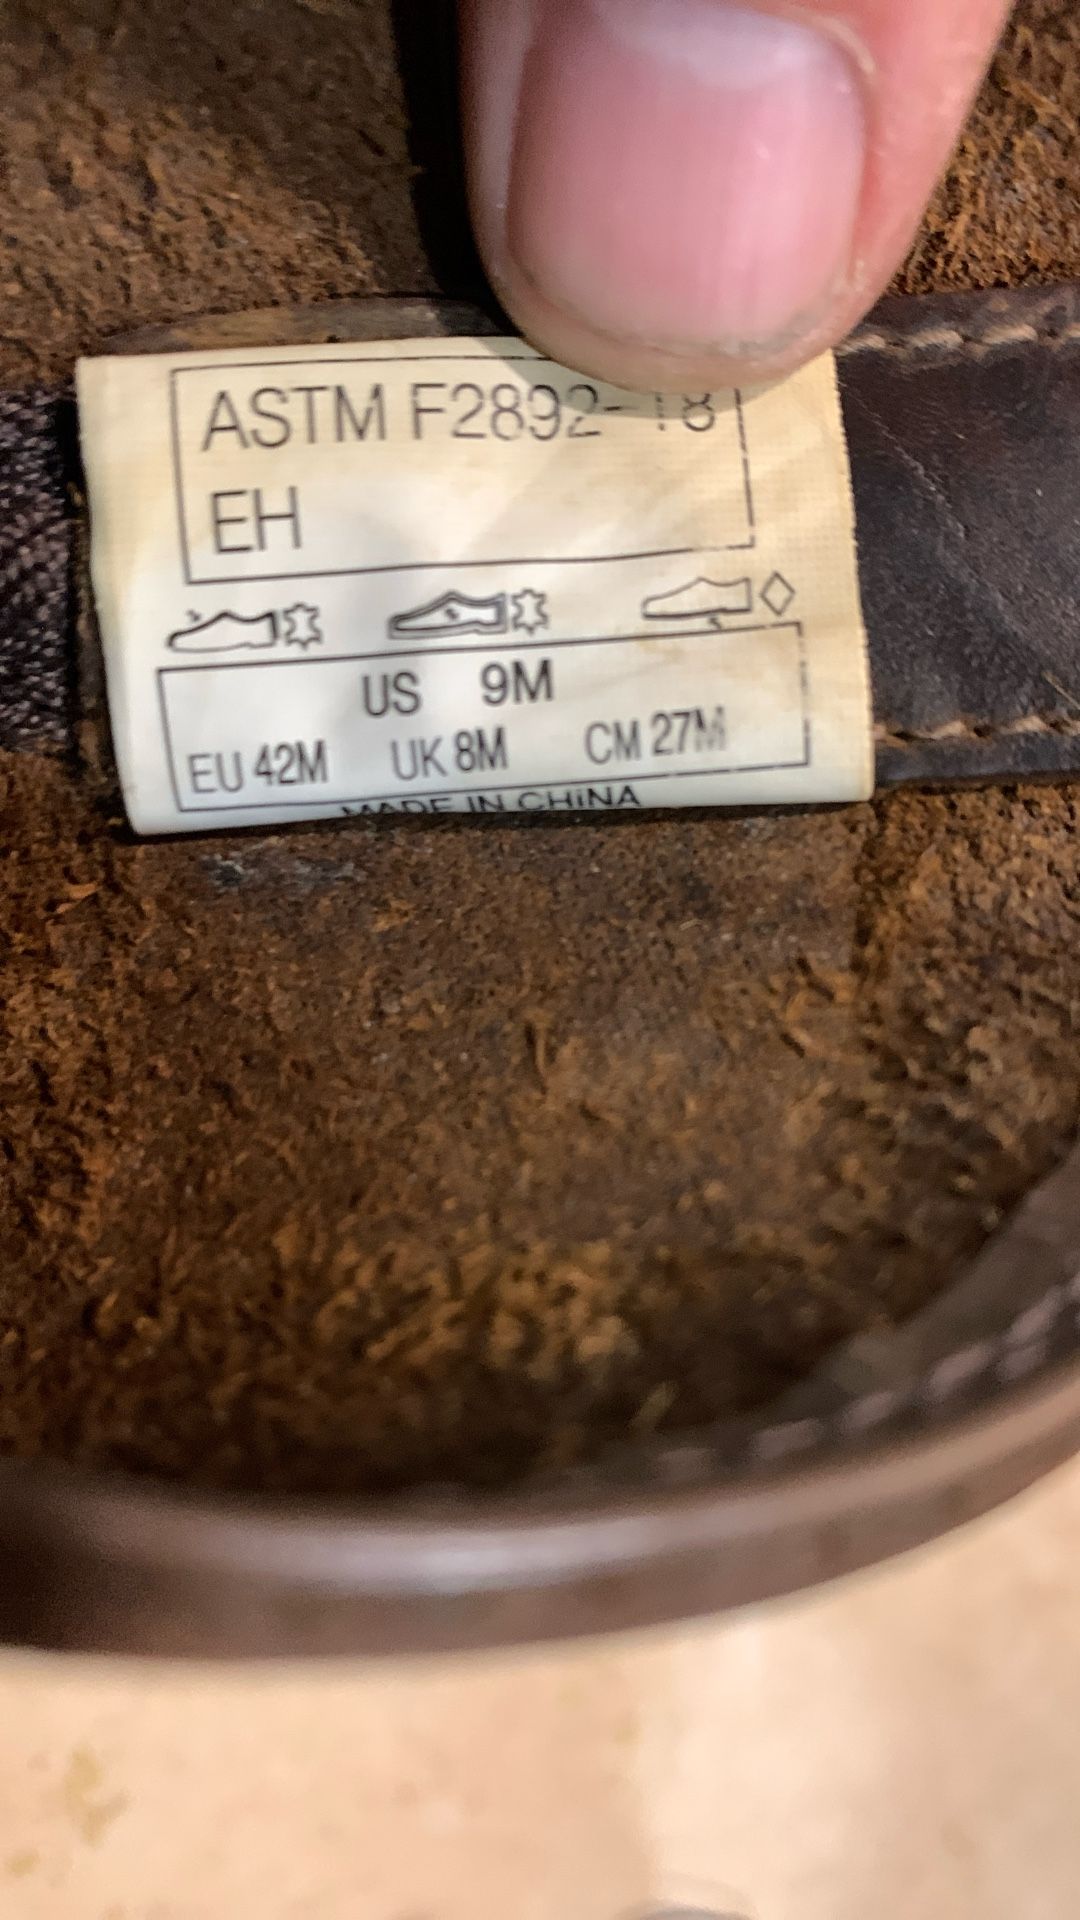 ASTM F2892-18
EH
US 9M
EU 42M UK 8M CM 27M
MADE IN CHiNA